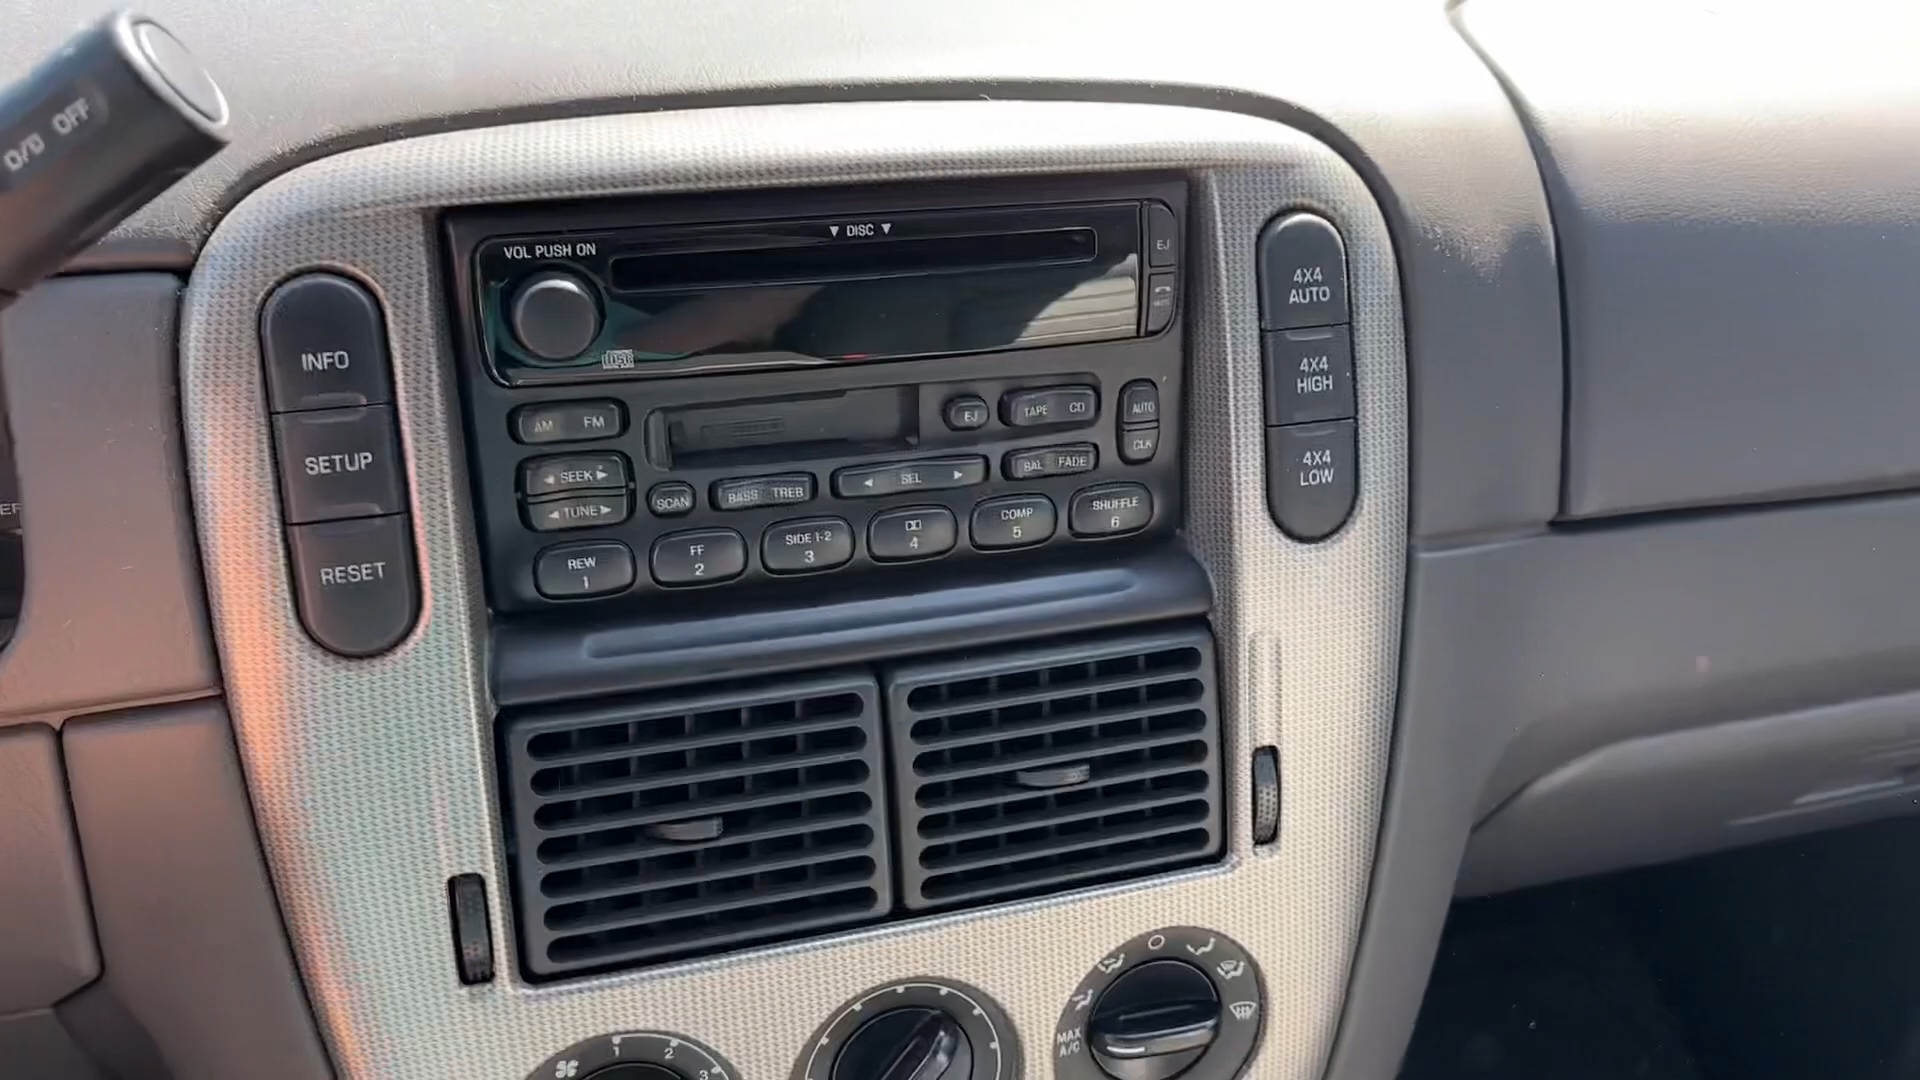 O/D OFF
VOL PUSH ON
▼ DISC ▼
EJ
disc
AM FM
EJ
TAPE CD
AUTO
CLK
◄ SEEK ►
◄ TUNE ►
SCAN
BASS TREB
◄ SEL ►
BAL FADE
REW
1
FF
2
SIDE 1-2
3
4
COMP
5
SHUFFLE
6
INFO
SETUP
RESET
4X4
AUTO
4X4
HIGH
4X4
LOW
1
2
3
MAX
A/C